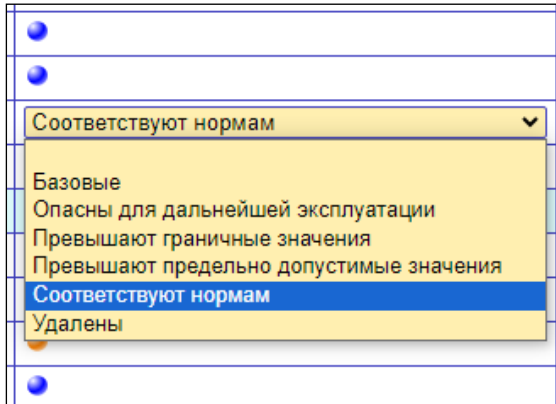 Соответствуют нормам
Базовые
Опасны для дальнейшей эксплуатации
Превышают граничные значения
Превышают предельно допустимые значения
Соответствуют нормам
Удалены